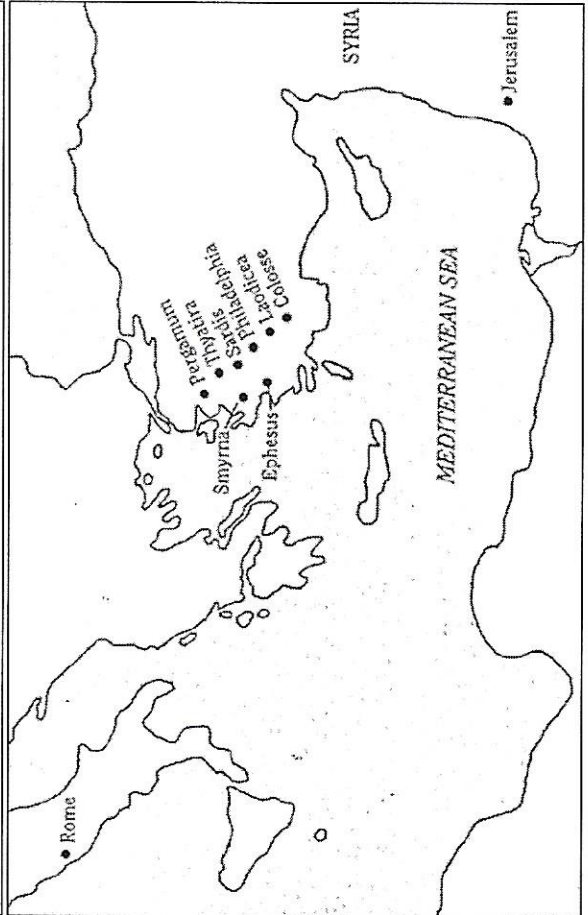 SYRIA
Jerusalem
Pergamum
Thyatira
Sardis
Philadelphia
Laodicea
Colosse
Smyrna
Ephesus
MEDITERRANEAN SEA
Rome